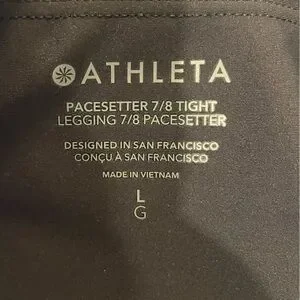 ATHLETA
PACESETTER 7/8 TIGHT
LEGGING 7/8 PACESETTER
DESIGNED IN SAN FRANCISCO
CONÇU À SAN FRANCISCO
MADE IN VIETNAM
L
G